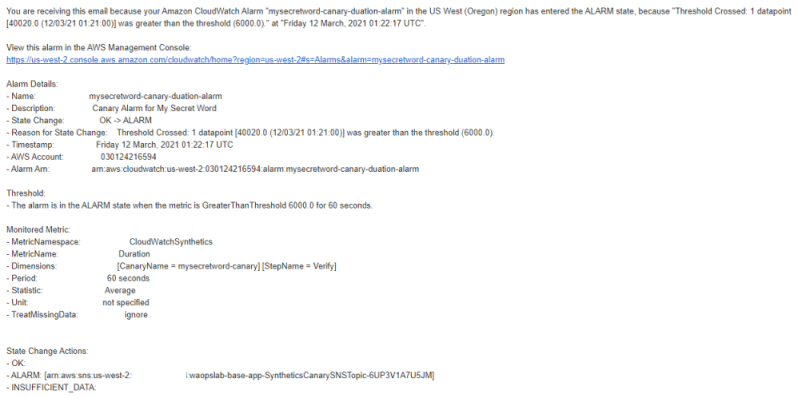 You are receiving this email because your Amazon CloudWatch Alarm "mysecretword-canary-duation-alarm" in the US West (Oregon) region has entered the ALARM state, because "Threshold Crossed: 1 datapoint
[40020.0 (12/03/21 01:21:00)] was greater than the threshold (6000.0)." at "Friday 12 March, 2021 01:22:17 UTC".
View this alarm in the AWS Management Console:
https://us-west-2.console.aws.amazon.com/cloudwatch/home?region=us-west-2#s=Alarms&alarm=mysecretword-canary-duation-alarm
Alarm Details:
- Name: mysecretword-canary-duation-alarm
- Description: Canary Alarm for My Secret Word
- State Change: OK -> ALARM
- Reason for State Change: Threshold Crossed: 1 datapoint [40020.0 (12/03/21 01:21:00)] was greater than the threshold (6000.0).
- Timestamp: Friday 12 March, 2021 01:22:17 UTC
- AWS Account: 030124216594
- Alarm Arn: arn:aws:cloudwatch:us-west-2:030124216594:alarm:mysecretword-canary-duation-alarm
Threshold:
- The alarm is in the ALARM state when the metric is GreaterThanThreshold 6000.0 for 60 seconds.
Monitored Metric:
- MetricNamespace: CloudWatchSynthetics
- MetricName: Duration
- Dimensions: [CanaryName = mysecretword-canary] [StepName = Verify]
- Period: 60 seconds
- Statistic: Average
- Unit: not specified
- TreatMissingData: ignore
State Change Actions:
- OK:
- ALARM: [arn:aws:sns:us-west-2: :waopslab-base-app-SyntheticsCanarySNSTopic-6UP3V1A7U5JM]
- INSUFFICIENT_DATA: